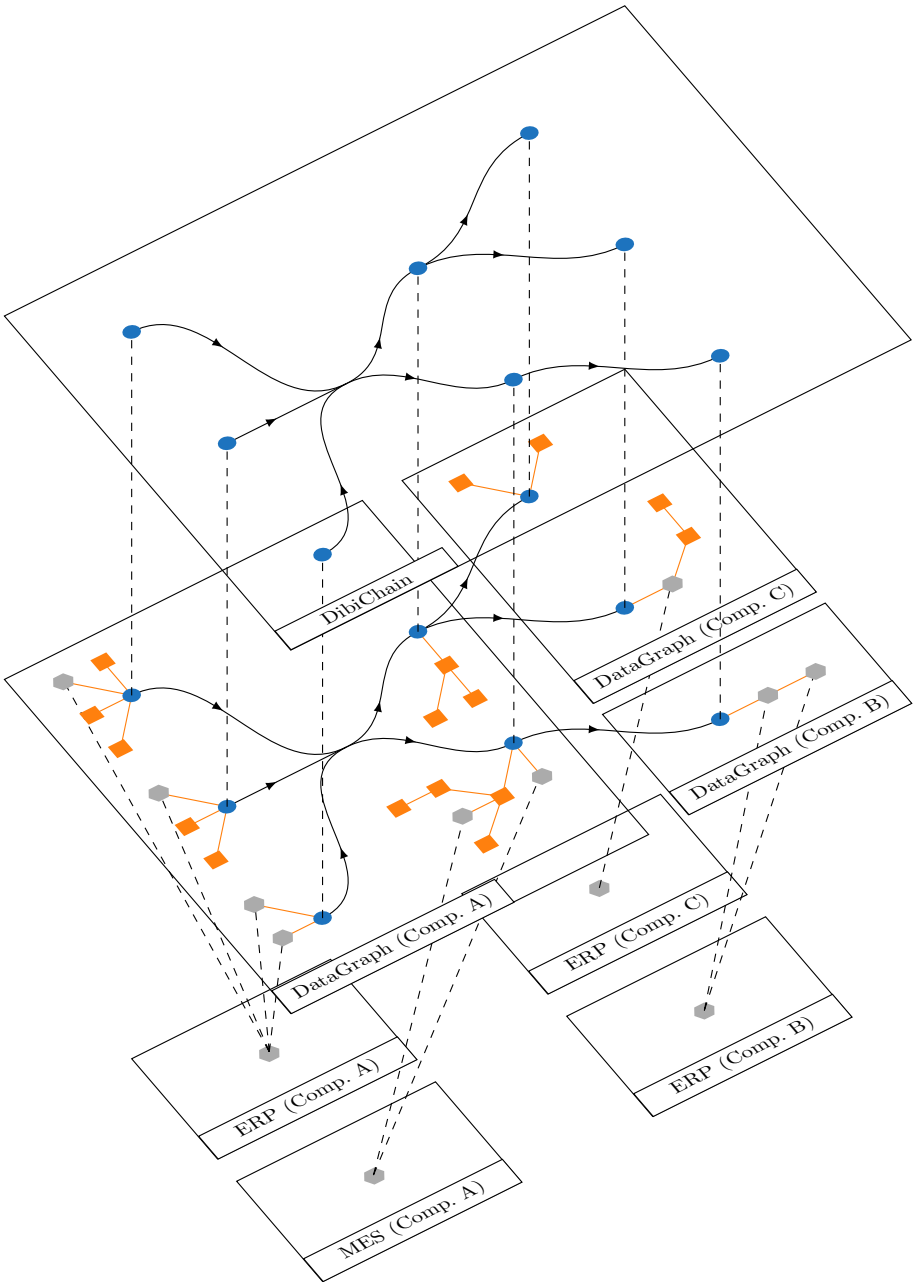 DibiChain
DataGraph (Comp. C)
DataGraph (Comp. B)
DataGraph (Comp. A)
ERP (Comp. C)
ERP (Comp. B)
ERP (Comp. A)
MES (Comp. A)